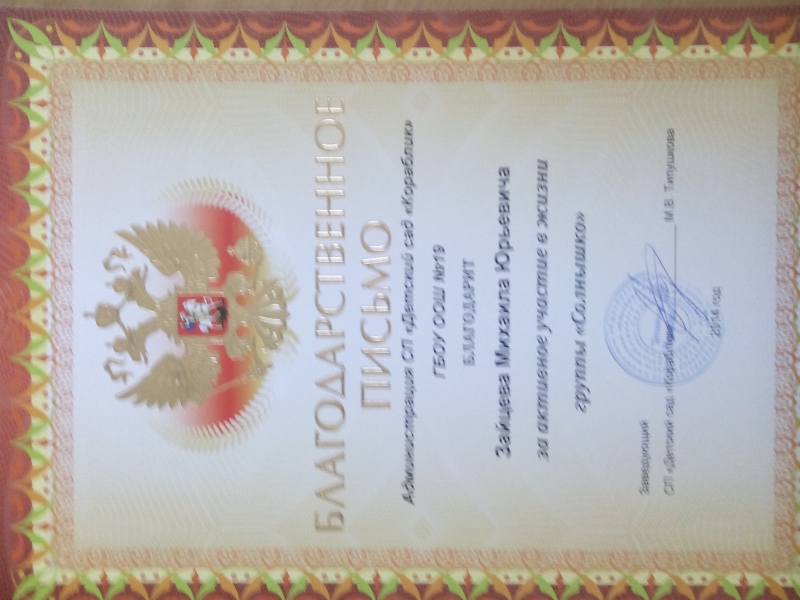 БЛАГОДАРСТВЕННОЕ
ПИСЬМО
Администрация СП «Детский сад «Кораблик»
ГБОУ ООШ №19
БЛАГОДАРИТ
Зайцева Михаила Юрьевича
за активное участие в жизни
группы «Солнышко»
Заведующий
СП «Детский сад «Кораблик» М.В. Типушкова
2014 год